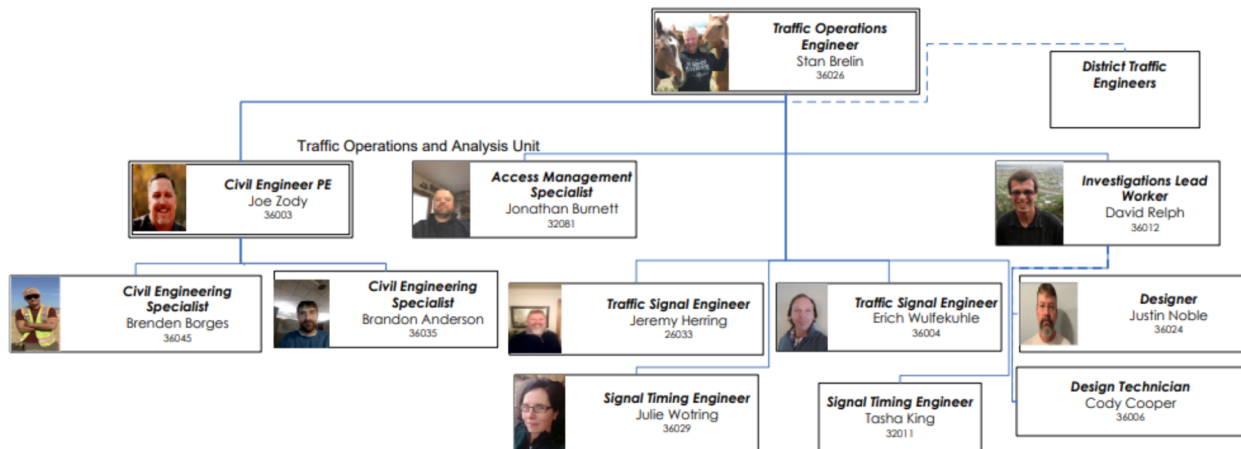 Traffic Operations
Engineer
Stan Brelin
36026
District Traffic
Engineers
Traffic Operations and Analysis Unit
Civil Engineer PE
Joe Zody
36003
Access Management
Specialist
Jonathan Burnett
32081
Investigations Lead
Worker
David Relph
36012
Civil Engineering
Specialist
Brenden Borges
36045
Civil Engineering
Specialist
Brandon Anderson
36035
Traffic Signal Engineer
Jeremy Herring
26033
Traffic Signal Engineer
Erich Wulfekuhle
36004
Designer
Justin Noble
36024
Signal Timing Engineer
Julie Wotring
36029
Signal Timing Engineer
Tasha King
32011
Design Technician
Cody Cooper
36006